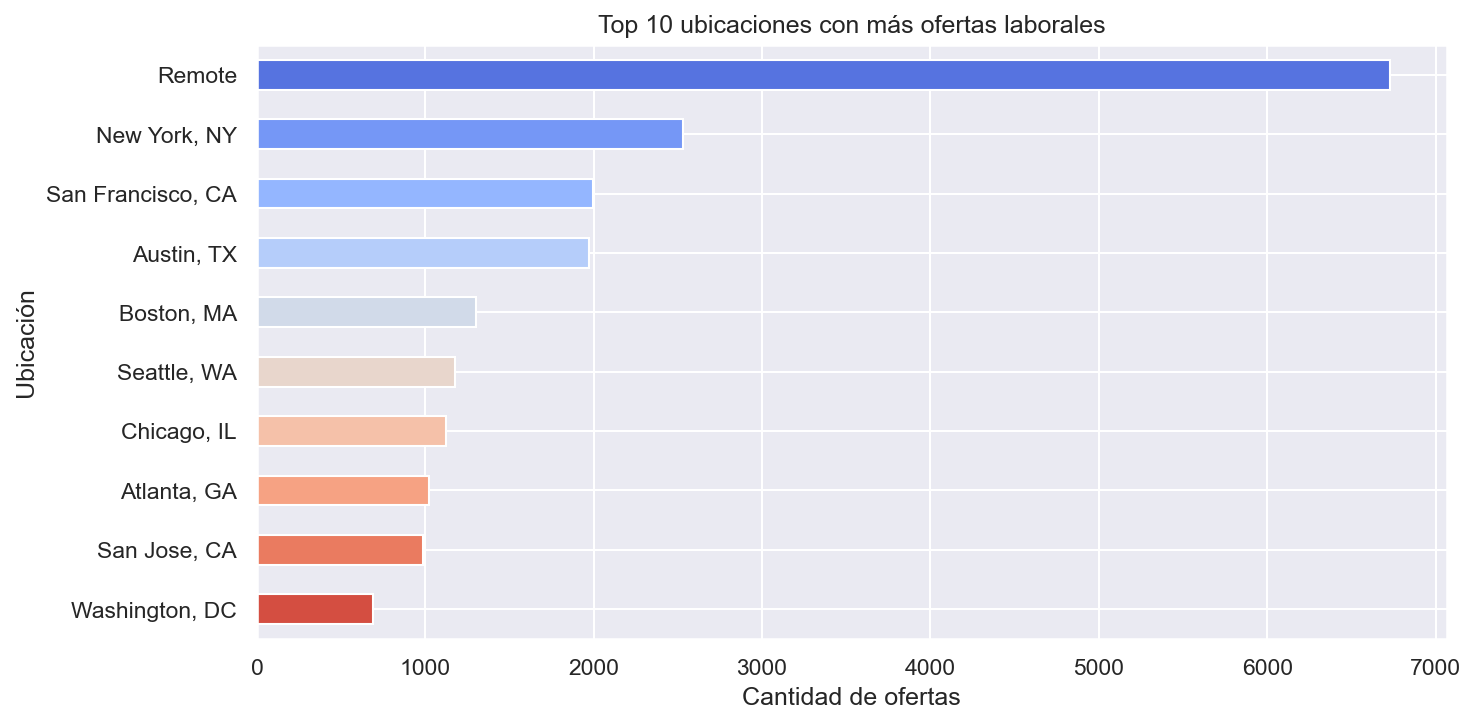 Top 10 ubicaciones con más ofertas laborales
Ubicación
Remote
New York, NY
San Francisco, CA
Austin, TX
Boston, MA
Seattle, WA
Chicago, IL
Atlanta, GA
San Jose, CA
Washington, DC
0 1000 2000 3000 4000 5000 6000 7000
Cantidad de ofertas